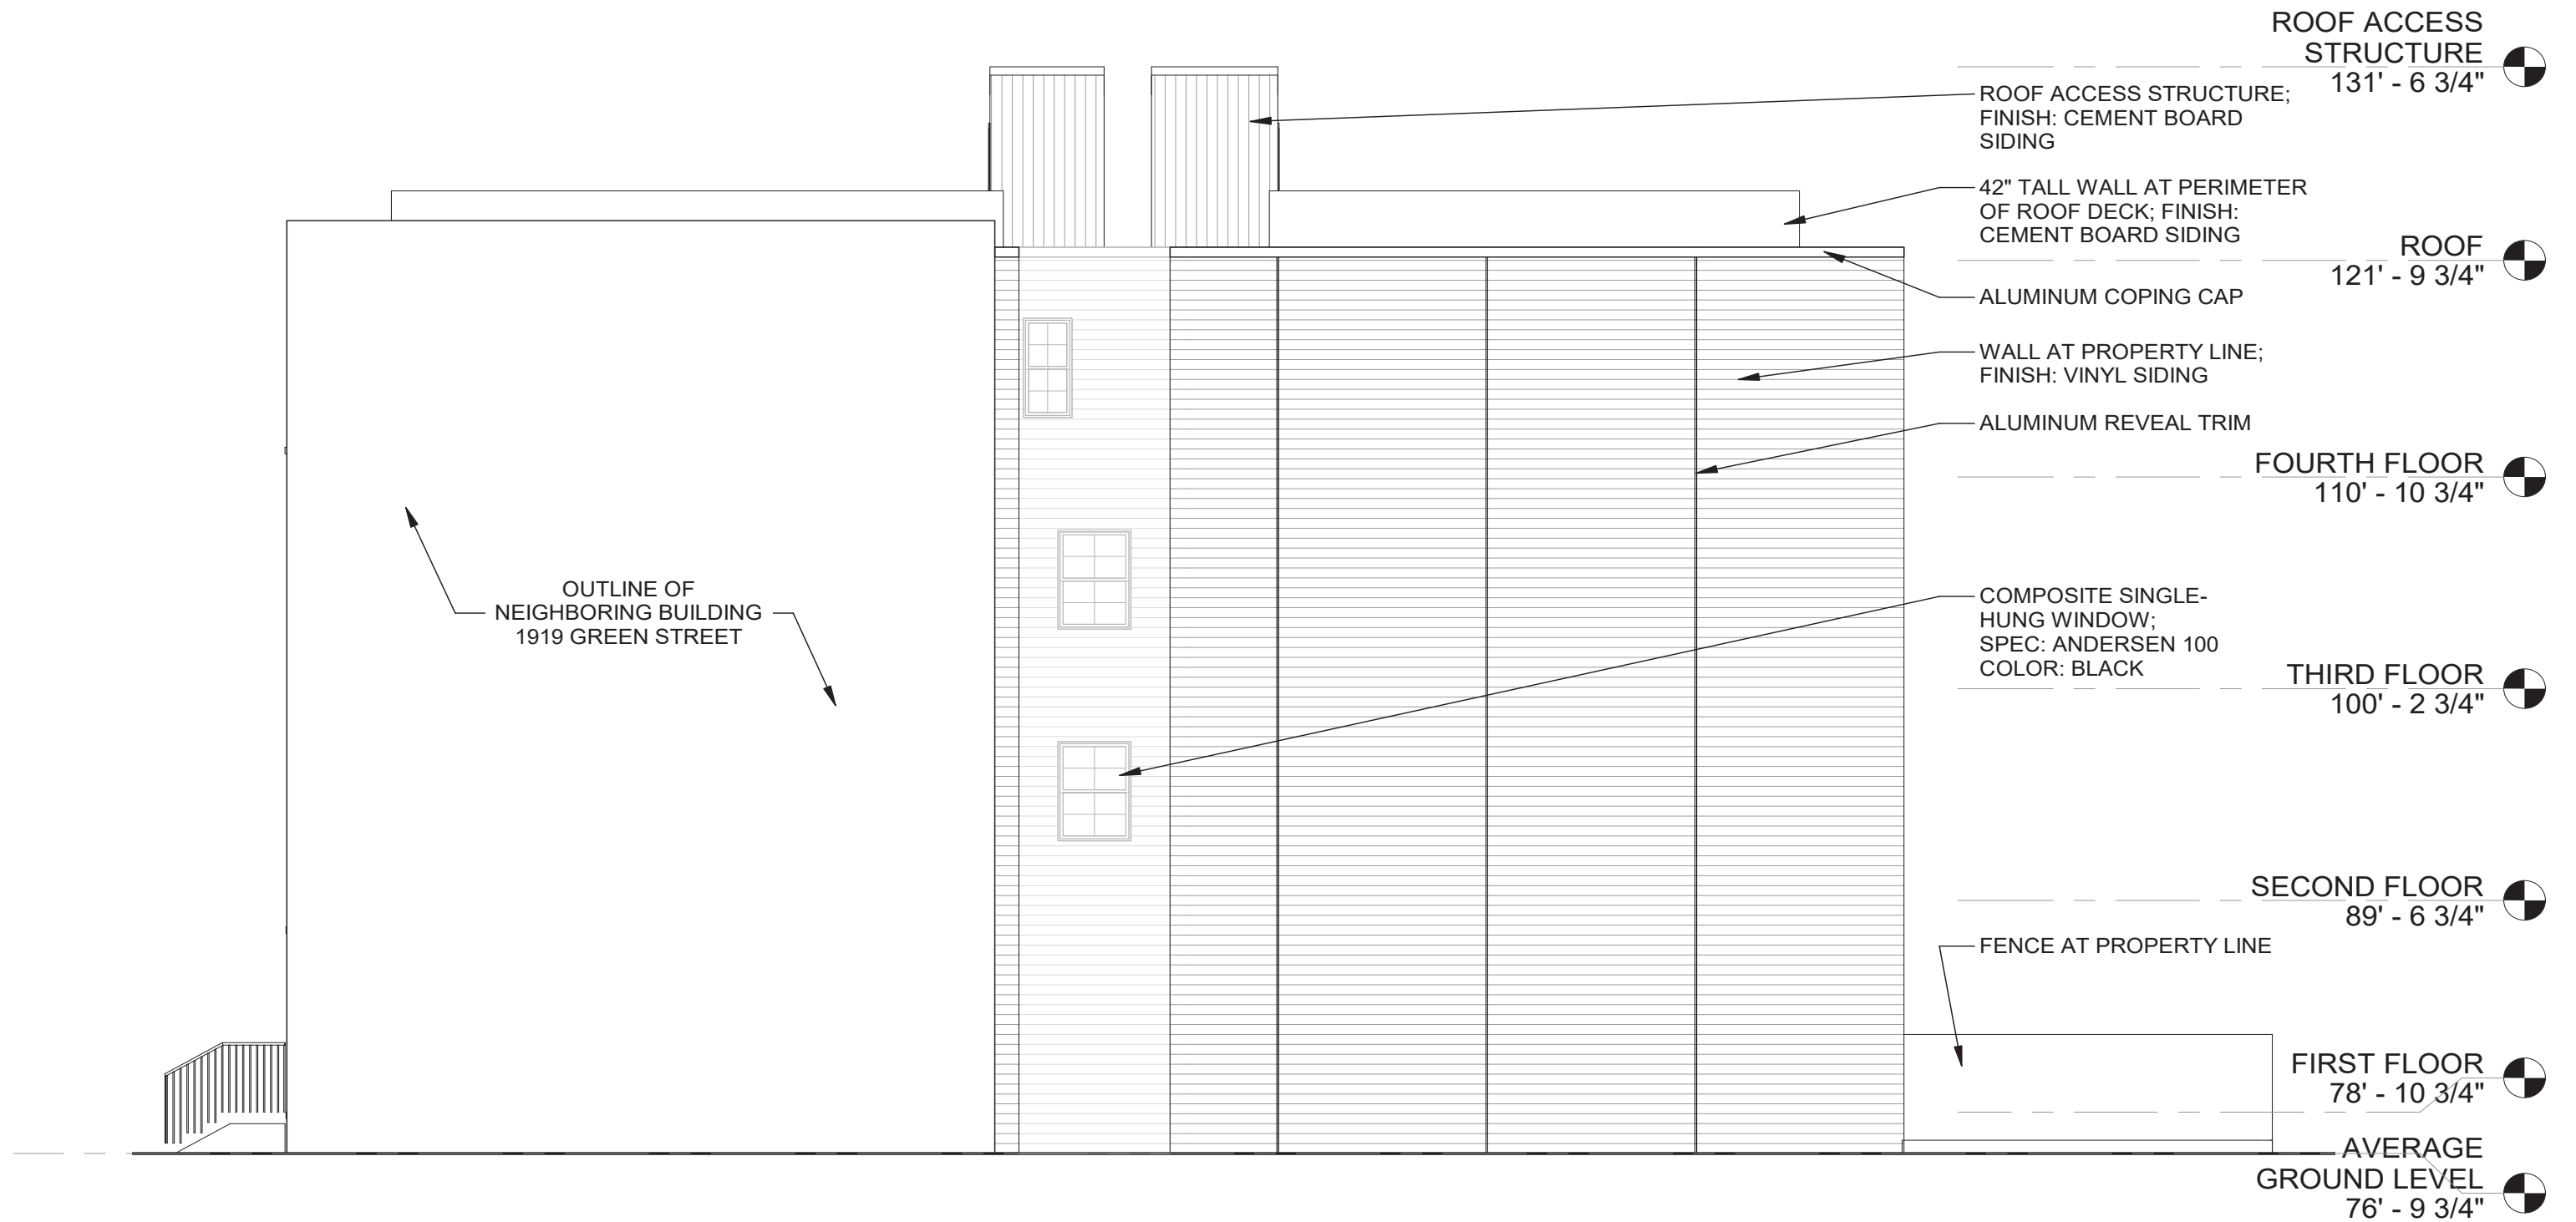 ROOF ACCESS
STRUCTURE
131' - 6 3/4"
ROOF ACCESS STRUCTURE;
FINISH: CEMENT BOARD
SIDING
42" TALL WALL AT PERIMETER
OF ROOF DECK; FINISH:
CEMENT BOARD SIDING
ROOF
121' - 9 3/4"
ALUMINUM COPING CAP
WALL AT PROPERTY LINE;
FINISH: VINYL SIDING
ALUMINUM REVEAL TRIM
FOURTH FLOOR
110' - 10 3/4"
OUTLINE OF
NEIGHBORING BUILDING
1919 GREEN STREET
COMPOSITE SINGLE-
HUNG WINDOW;
SPEC: ANDERSEN 100
COLOR: BLACK
THIRD FLOOR
100' - 2 3/4"
SECOND FLOOR
89' - 6 3/4"
FENCE AT PROPERTY LINE
FIRST FLOOR
78' - 10 3/4"
AVERAGE
GROUND LEVEL
76' - 9 3/4"